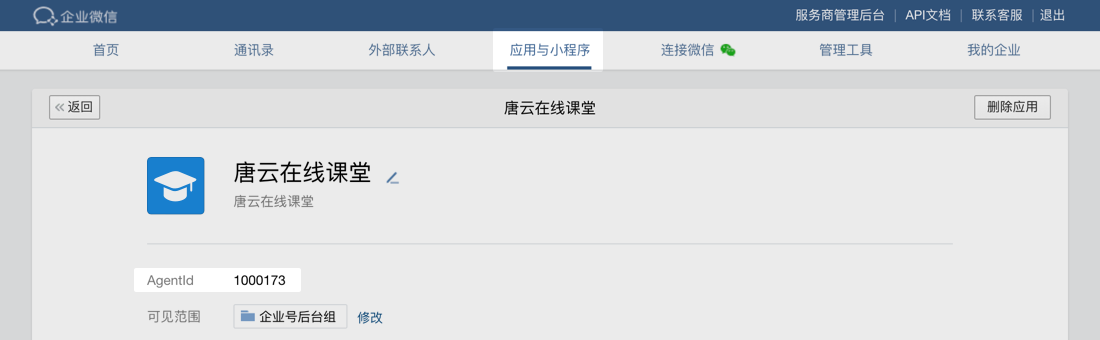 企业微信
服务商管理后台 | API文档 | 联系客服 | 退出
首页 通讯录 外部联系人 应用与小程序 连接微信 管理工具 我的企业
«返回 唐云在线课堂 删除应用
唐云在线课堂
唐云在线课堂
AgentId 1000173
可见范围 企业号后台组 修改